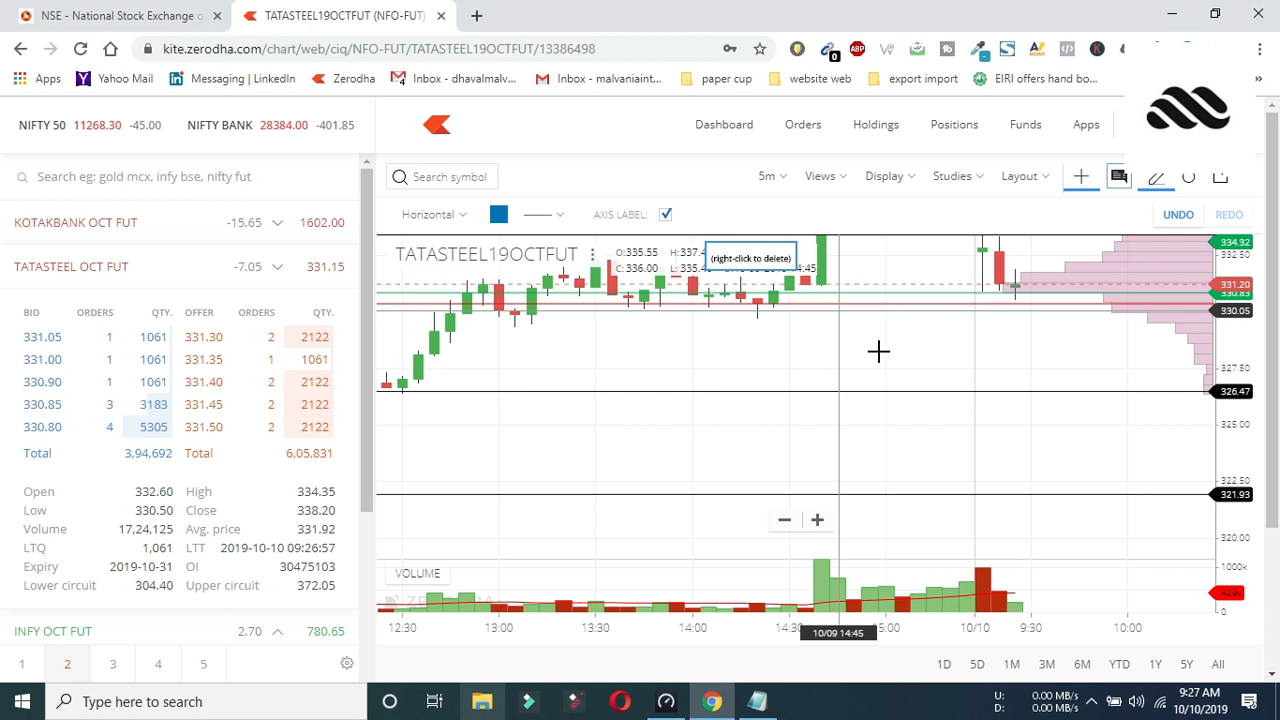 NSE - National Stock Exchange o
TATASTEEL19OCTFUT (NFO-FUT)
kite.zerodha.com/chart/web/ciq/NFO-FUT/TATASTEEL19OCTFUT/13386498
Apps
Yahoo Mail
Messaging | LinkedIn
Zerodha
Inbox - dhavalmalv...
Inbox - malvaniaint...
paper cup
website web
export import
EIRI offers hand bo...
NIFTY 50 11268.30 -45.00
NIFTY BANK 28384.00 -401.85
Dashboard
Orders
Holdings
Positions
Funds
Apps
Search eg: gold mcx, infy bse, nifty fut
Search symbol
5m
Views
Display
Studies
Layout
KOTAKBANK OCT FUT -15.65 1602.00
Horizontal
AXIS LABEL:
UNDO
REDO
TATASTEEL OCT FUT -7.05 331.15
BID ORDERS QTY. OFFER ORDERS QTY.
331.05 1 1061 331.30 2 2122
331.00 1 1061 331.35 1 1061
330.90 1 1061 331.40 2 2122
330.85 3 3183 331.45 2 2122
330.80 4 5305 331.50 2 2122
Total 3,94,692 Total 6,05,831
Open 332.60 High 334.35
Low 330.50 Close 338.20
Volume 17,24,125 Avg. price 331.92
LTQ 1,061 LTT 2019-10-10 09:26:57
Expiry 2019-10-31 OI 30475103
Lower circuit 304.40 Upper circuit 372.05
INFY OCT FUT 2.70 780.65
1 2 3 4 5
TATASTEEL19OCTFUT
O:335.55
C:336.00
(right-click to delete)
334.32
332.50
331.20
330.83
330.05
327.50
326.47
325.00
322.50
321.93
320.00
VOLUME
ZERODHA
1000k
0
12:30 13:00 13:30 14:00 14:30 15:00 10/10 9:30 10:00
10/09 14:45
1D 5D 1M 3M 6M YTD 1Y 5Y All
Type here to search
U: 0.00 MB/s
D: 0.00 MB/s
9:27 AM
10/10/2019